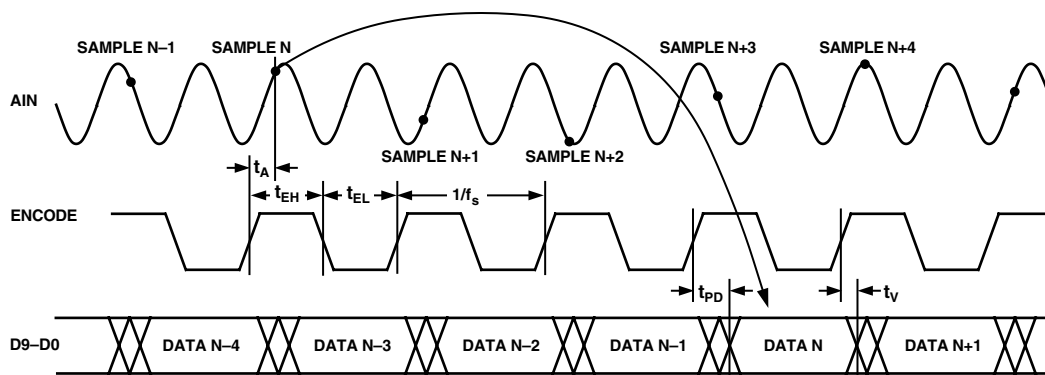 SAMPLE N–1
SAMPLE N
SAMPLE N+3
SAMPLE N+4
AIN
SAMPLE N+1
SAMPLE N+2
tA
tEH
tEL
1/fs
ENCODE
tPD
tV
D9–D0
DATA N–4
DATA N–3
DATA N–2
DATA N–1
DATA N
DATA N+1